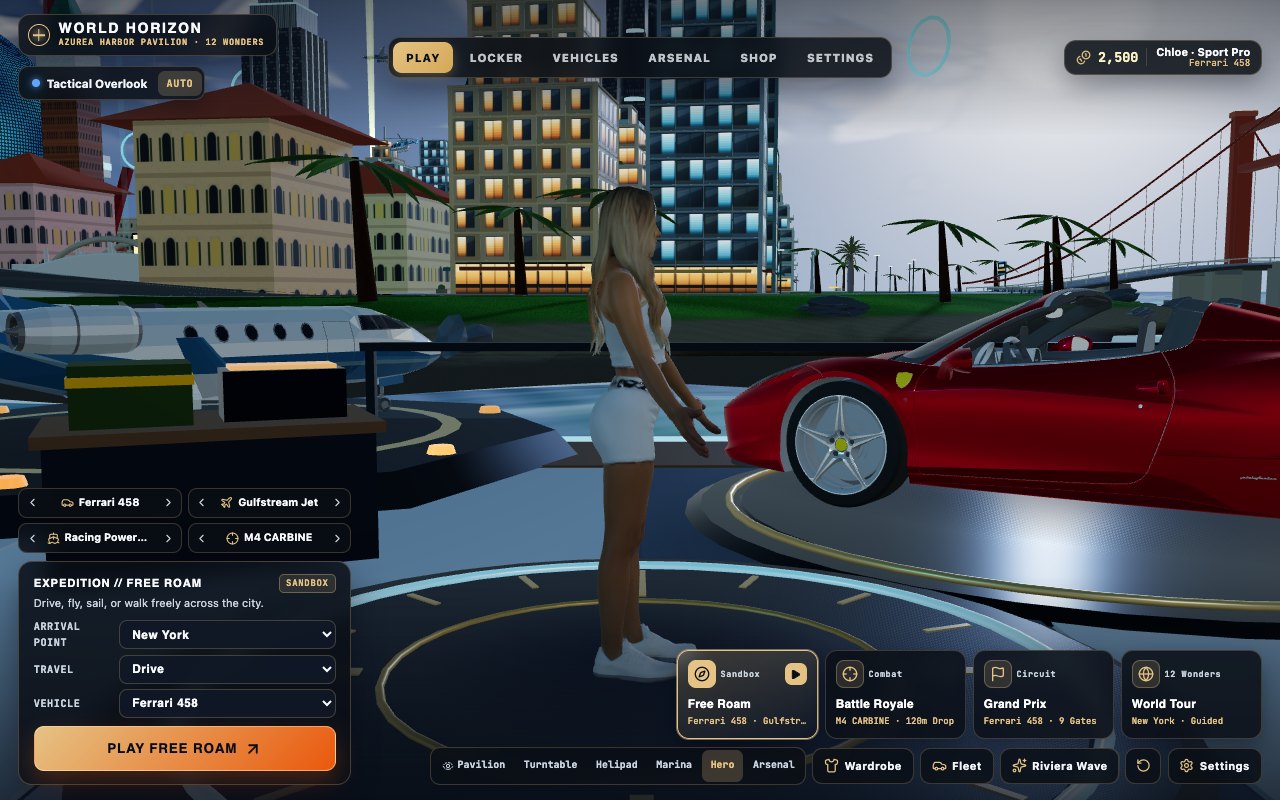 WORLD HORIZON
AZUREA HARBOR PAVILION · 12 WONDERS
Tactical Overlook AUTO
PLAY LOCKER VEHICLES ARSENAL SHOP SETTINGS
2,500
Chloe · Sport Pro
Ferrari 458
Ferrari 458
Gulfstream Jet
Racing Power...
M4 CARBINE
EXPEDITION // FREE ROAM
SANDBOX
Drive, fly, sail, or walk freely across the city.
ARRIVAL POINT
New York
TRAVEL
Drive
VEHICLE
Ferrari 458
PLAY FREE ROAM
Sandbox
Free Roam
Ferrari 458 · Gulfstr…
Combat
Battle Royale
M4 CARBINE · 120m Drop
Circuit
Grand Prix
Ferrari 458 · 9 Gates
12 Wonders
World Tour
New York · Guided
Pavilion Turntable Helipad Marina Hero Arsenal
Wardrobe
Fleet
Riviera Wave
Settings